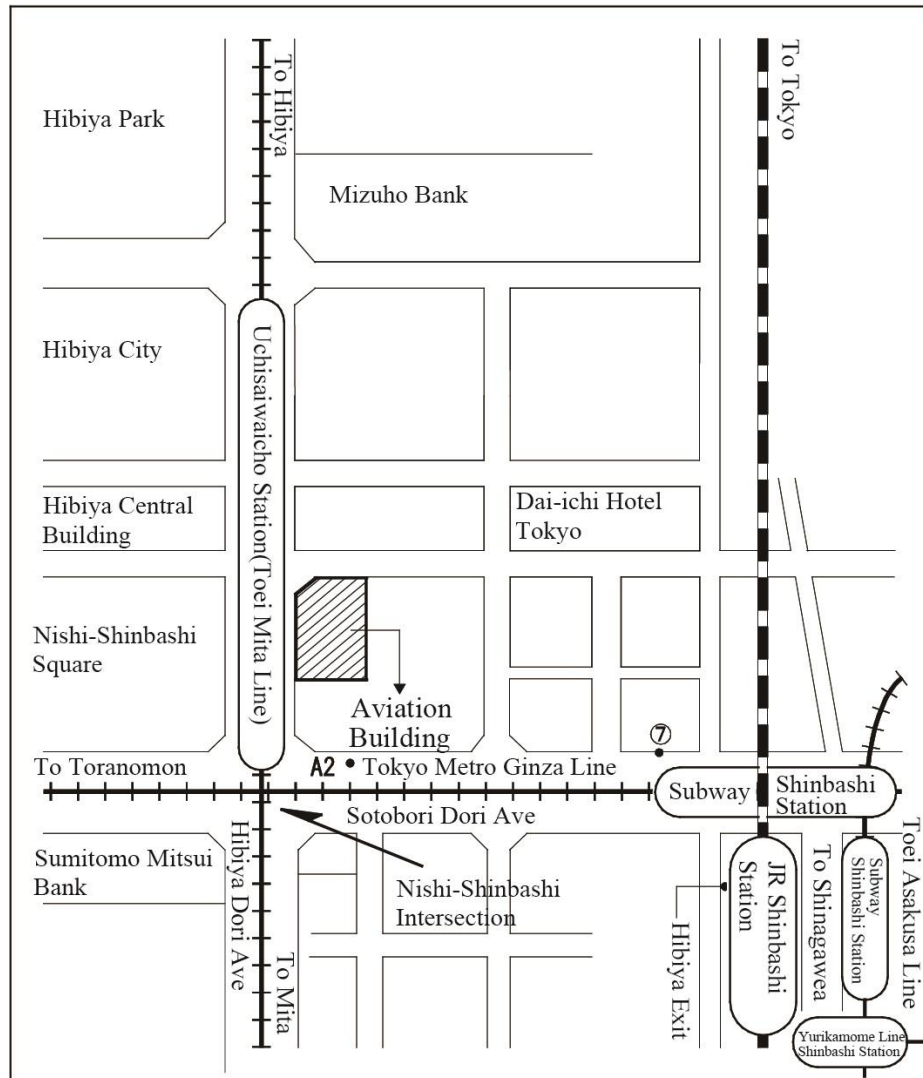 To Hibiya
To Tokyo
Hibiya Park
Mizuho Bank
Hibiya City
Uchisaiwaicho Station(Toei Mita Line)
Hibiya Central
Building
Dai-ichi Hotel
Tokyo
Nishi-Shinbashi
Square
Aviation
Building
⑦
To Toranomon
A2
Tokyo Metro Ginza Line
Subway
Shinbashi
Station
Sotobori Dori Ave
Sumitomo Mitsui
Bank
Hibiya Dori Ave
Nishi-Shinbashi
Intersection
To Mita
Hibiya Exit
JR Shinbashi
Station
To Shinagawea
Subway
Shinbashi Station
Toei Asakusa Line
Yurikamome Line
Shinbashi Station